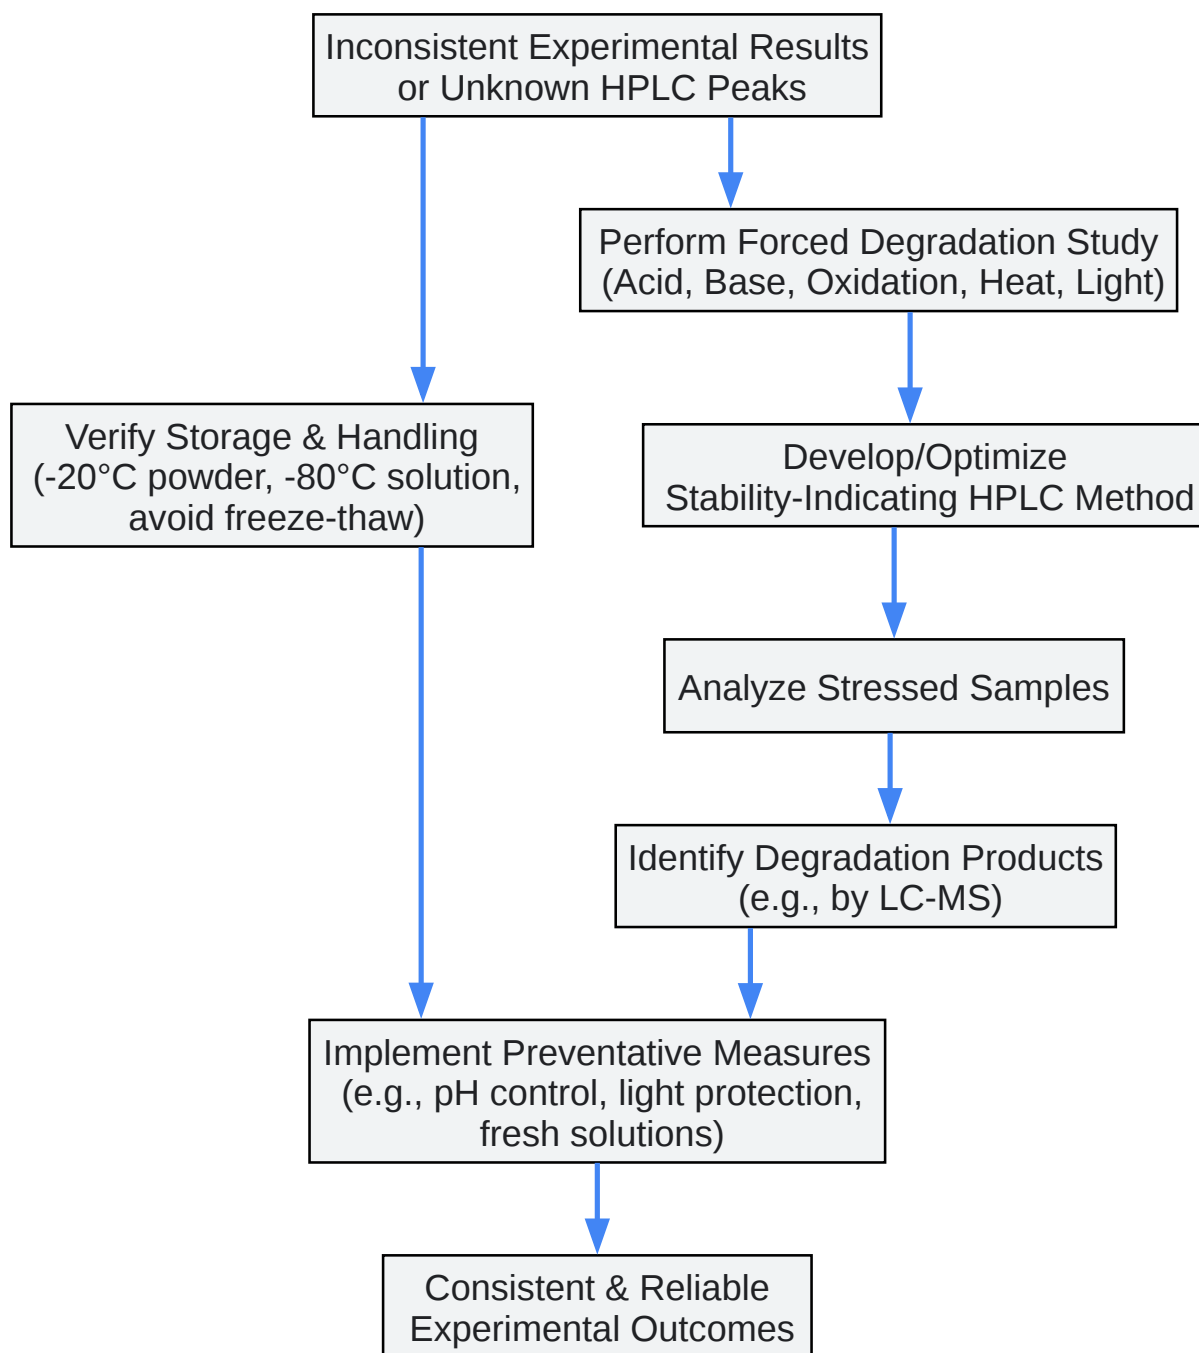 Inconsistent Experimental Results
or Unknown HPLC Peaks
Perform Forced Degradation Study
(Acid, Base, Oxidation, Heat, Light)
Verify Storage & Handling
(-20°C powder, -80°C solution,
avoid freeze-thaw)
Develop/Optimize
Stability-Indicating HPLC Method
Analyze Stressed Samples
Identify Degradation Products
(e.g., by LC-MS)
Implement Preventative Measures
(e.g., pH control, light protection,
fresh solutions)
Consistent & Reliable
Experimental Outcomes